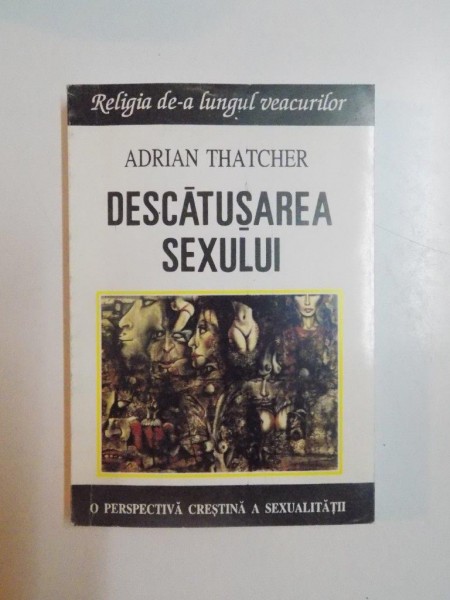 Religia de-a lungul veacurilor
ADRIAN THATCHER
DESCĂTUȘAREA
SEXULUI
O PERSPECTIVĂ CREȘTINĂ A SEXUALITĂȚII